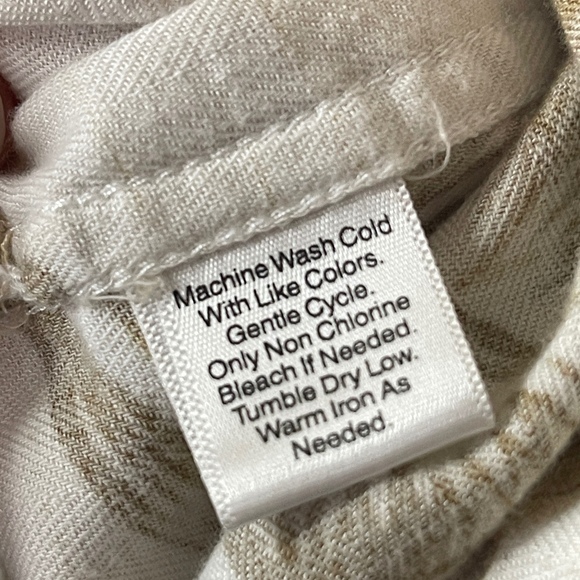 Machine Wash Cold
With Like Colors.
Gentle Cycle.
Only Non Chlorine
Bleach If Needed.
Tumble Dry Low.
Warm Iron As
Needed.